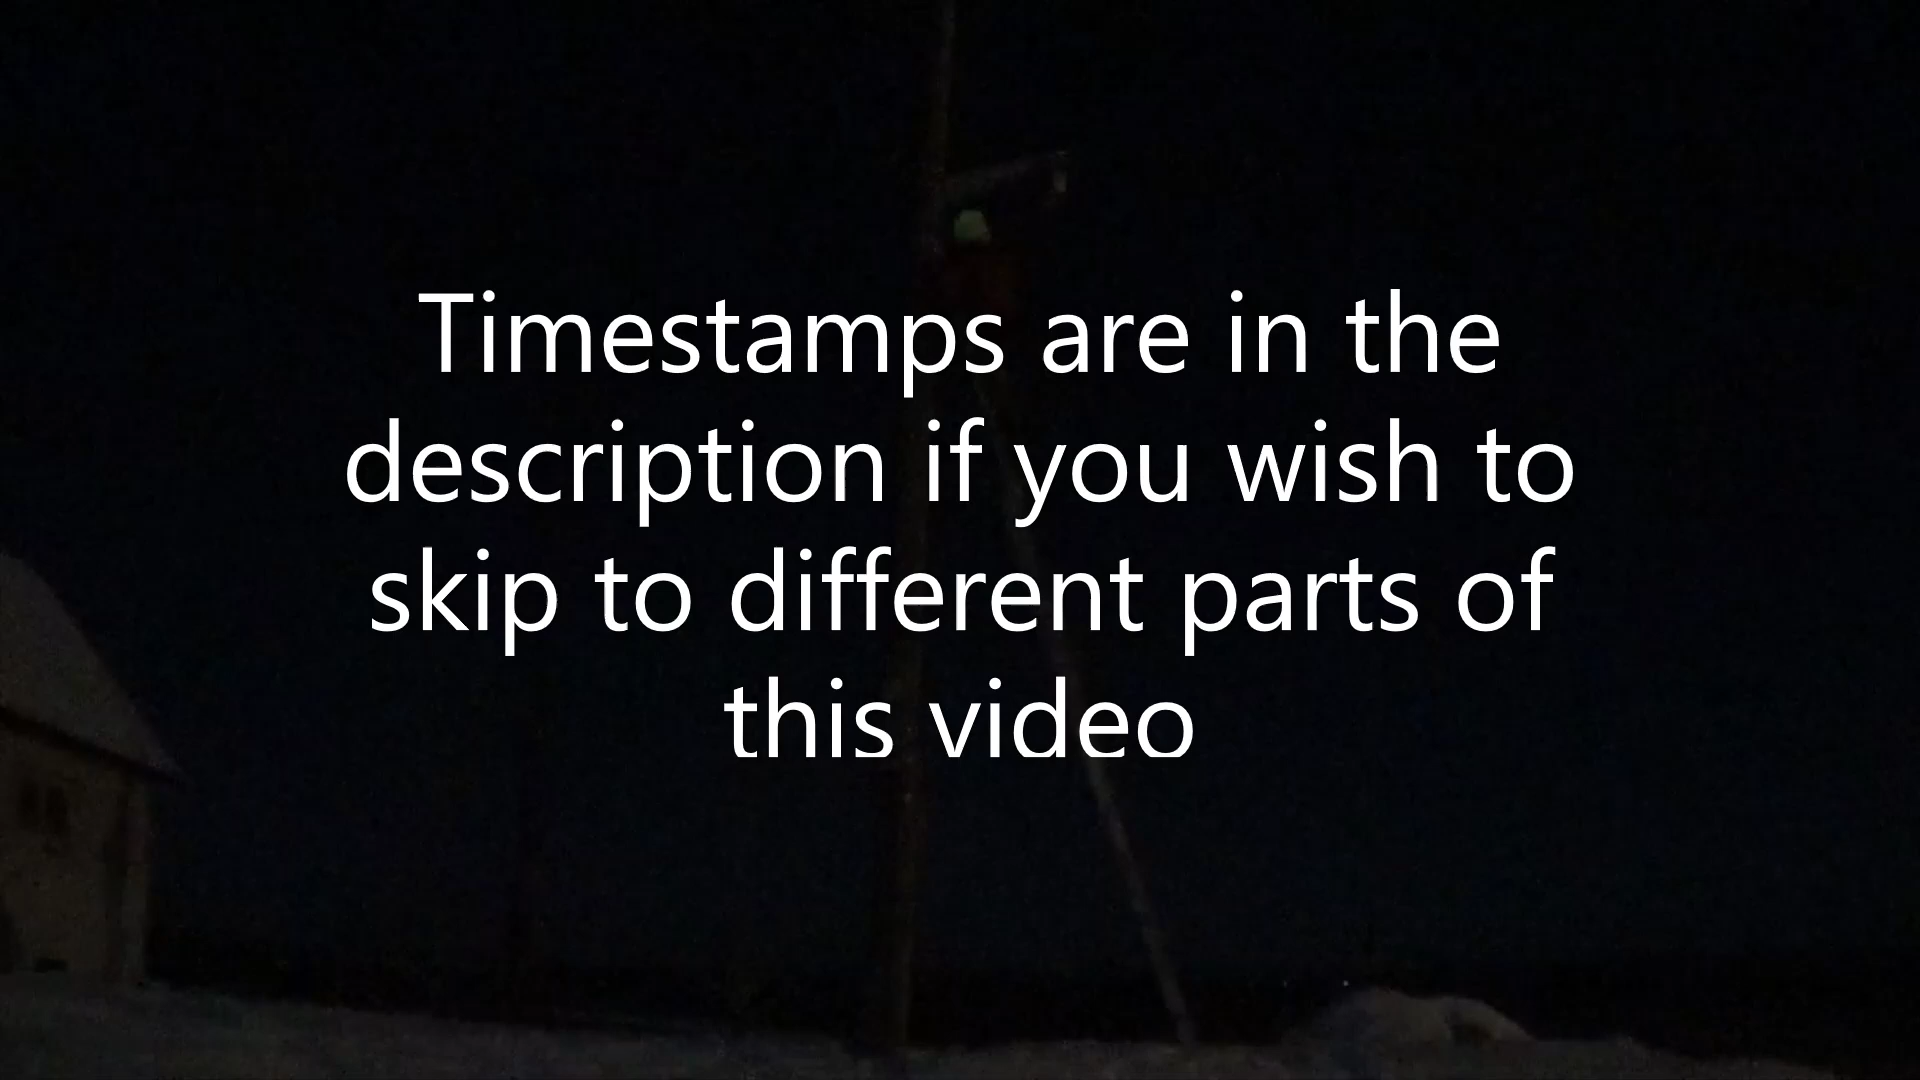 Timestamps are in the
description if you wish to
skip to different parts of
this video